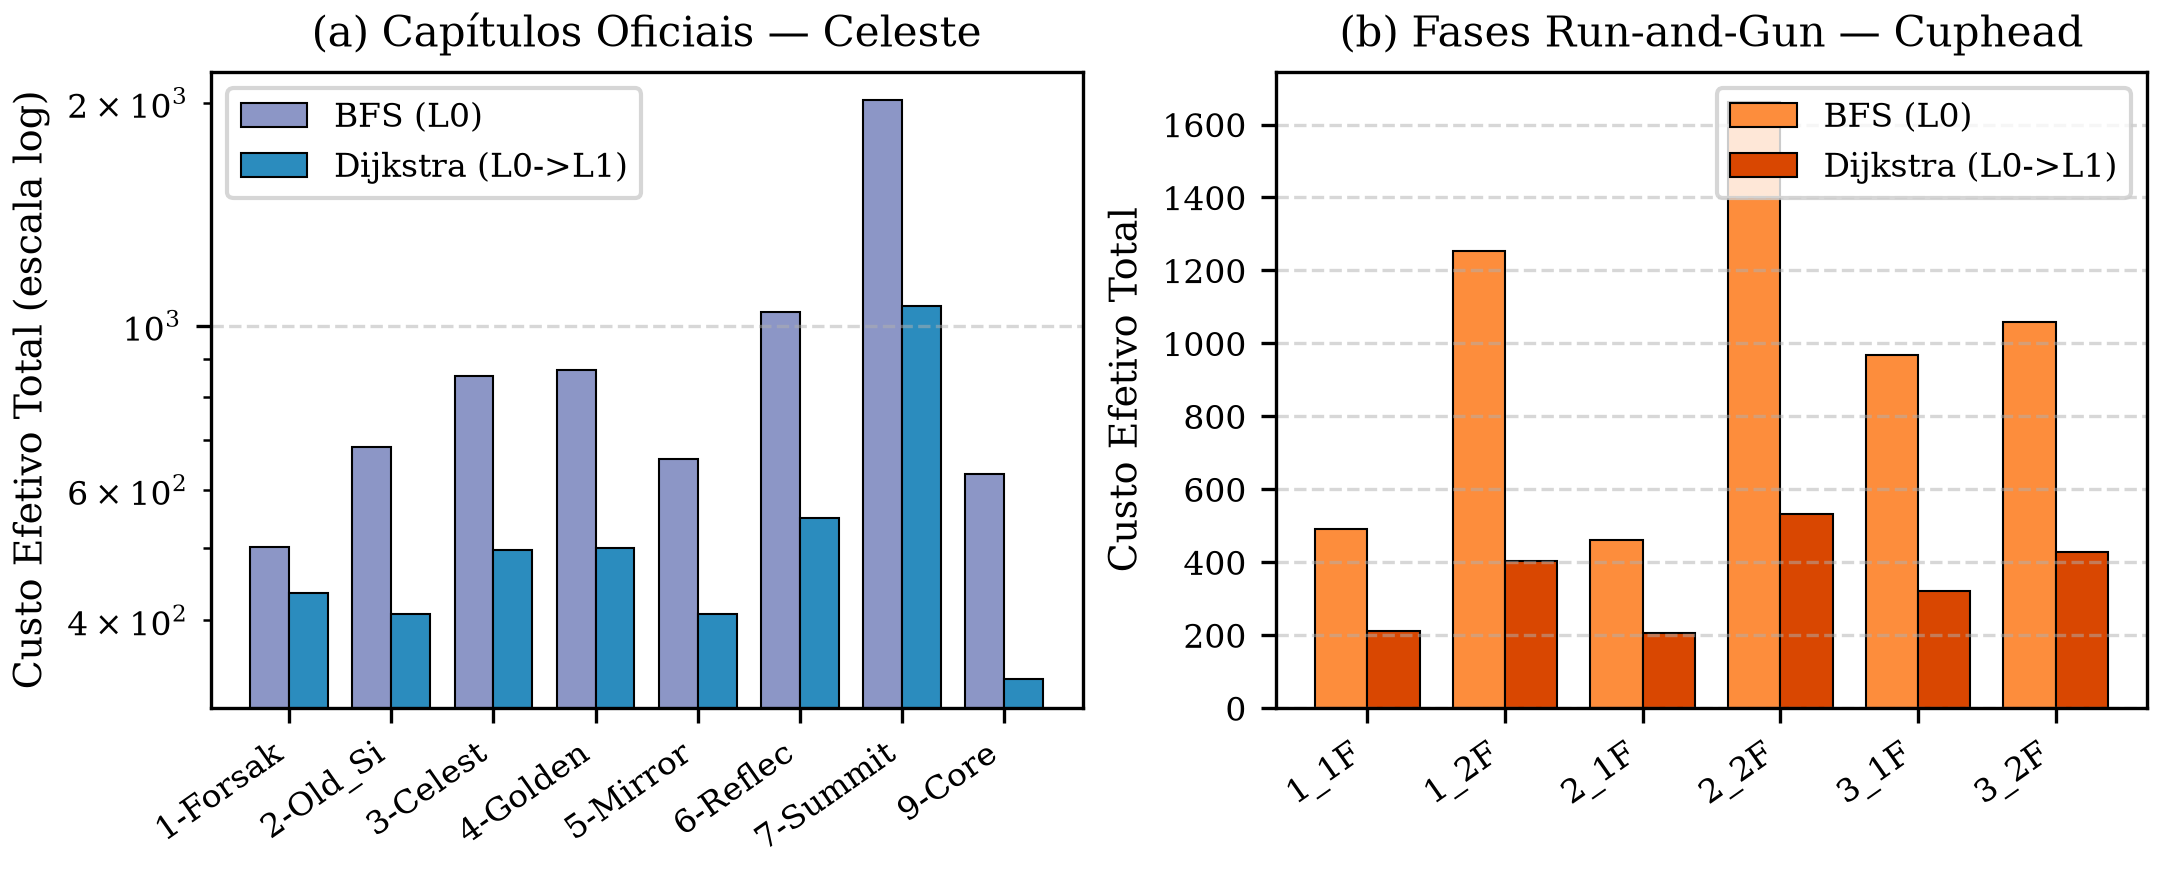 (a) Capítulos Oficiais — Celeste
Custo Efetivo Total (escala log)
2 × 10³
10³
6 × 10²
4 × 10²
BFS (L0)
Dijkstra (L0->L1)
1-Forsak
2-Old_Si
3-Celest
4-Golden
5-Mirror
6-Reflec
7-Summit
9-Core
(b) Fases Run-and-Gun — Cuphead
Custo Efetivo Total
1600
1400
1200
1000
800
600
400
200
0
BFS (L0)
Dijkstra (L0->L1)
1_1F
1_2F
2_1F
2_2F
3_1F
3_2F